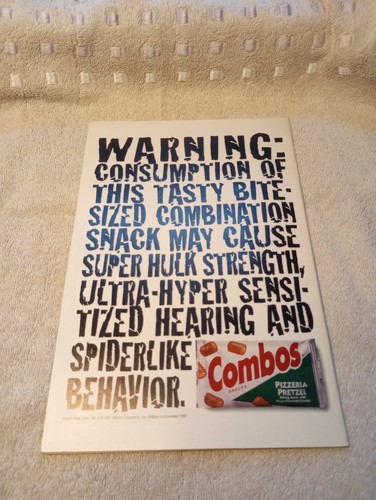 WARNING:
CONSUMPTION OF
THIS TASTY BITE-
SIZED COMBINATION
SNACK MAY CAUSE
SUPER HULK STRENGTH,
ULTRA-HYPER SENSI-
TIZED HEARING AND
SPIDERLIKE
BEHAVIOR.
Combos
SNACKS
PIZZERIA
PRETZEL